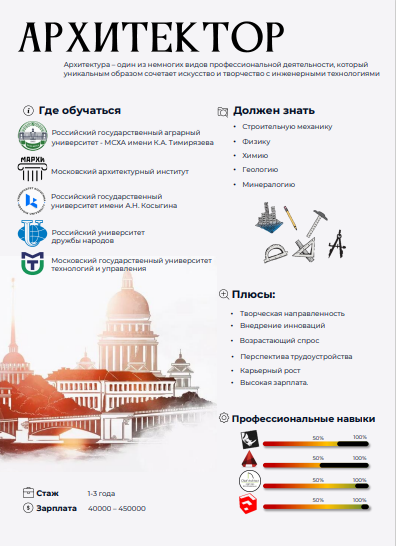 АРХИТЕКТОР
Архитектура – один из немногих видов профессиональной деятельности, который
уникальным образом сочетает искусство и творчество с инженерными технологиями
Где обучаться
Российский государственный аграрный
университет - МСХА имени К.А. Тимирязева
МАРХИ
Московский архитектурный институт
Российский государственный
университет имени А.Н. Косыгина
Российский университет
дружбы народов
Московский государственный университет
технологий и управления
Должен знать
• Строительную механику
• Физику
• Химию
• Геологию
• Минералогию
Плюсы:
• Творческая направленность
• Внедрение инноваций
• Возрастающий спрос
• Перспектива трудоустройства
• Карьерный рост
• Высокая зарплата.
Профессиональные навыки
50% 100%
50% 100%
50% 100%
50% 100%
Стаж 1-3 года
Зарплата 40000 – 450000